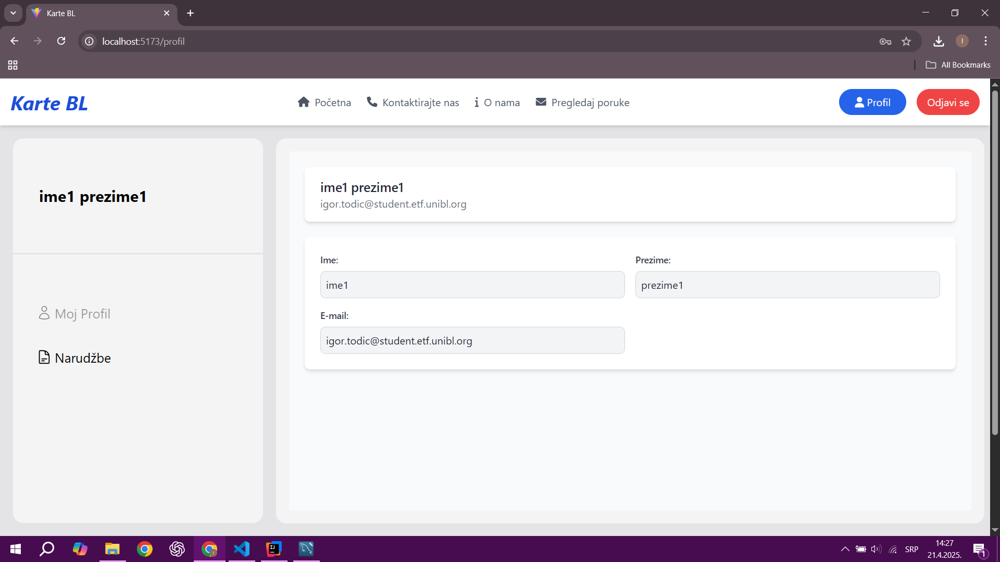 Karte BL
localhost:5173/profil
I
All Bookmarks
Karte BL
Početna
Kontaktirajte nas
O nama
Pregledaj poruke
Profil
Odjavi se
ime1 prezime1
Moj Profil
Narudžbe
ime1 prezime1
igor.todic@student.etf.unibl.org
Ime:
Prezime:
ime1
prezime1
E-mail:
igor.todic@student.etf.unibl.org
IJ
SRP
14:27
21.4.2025.
1